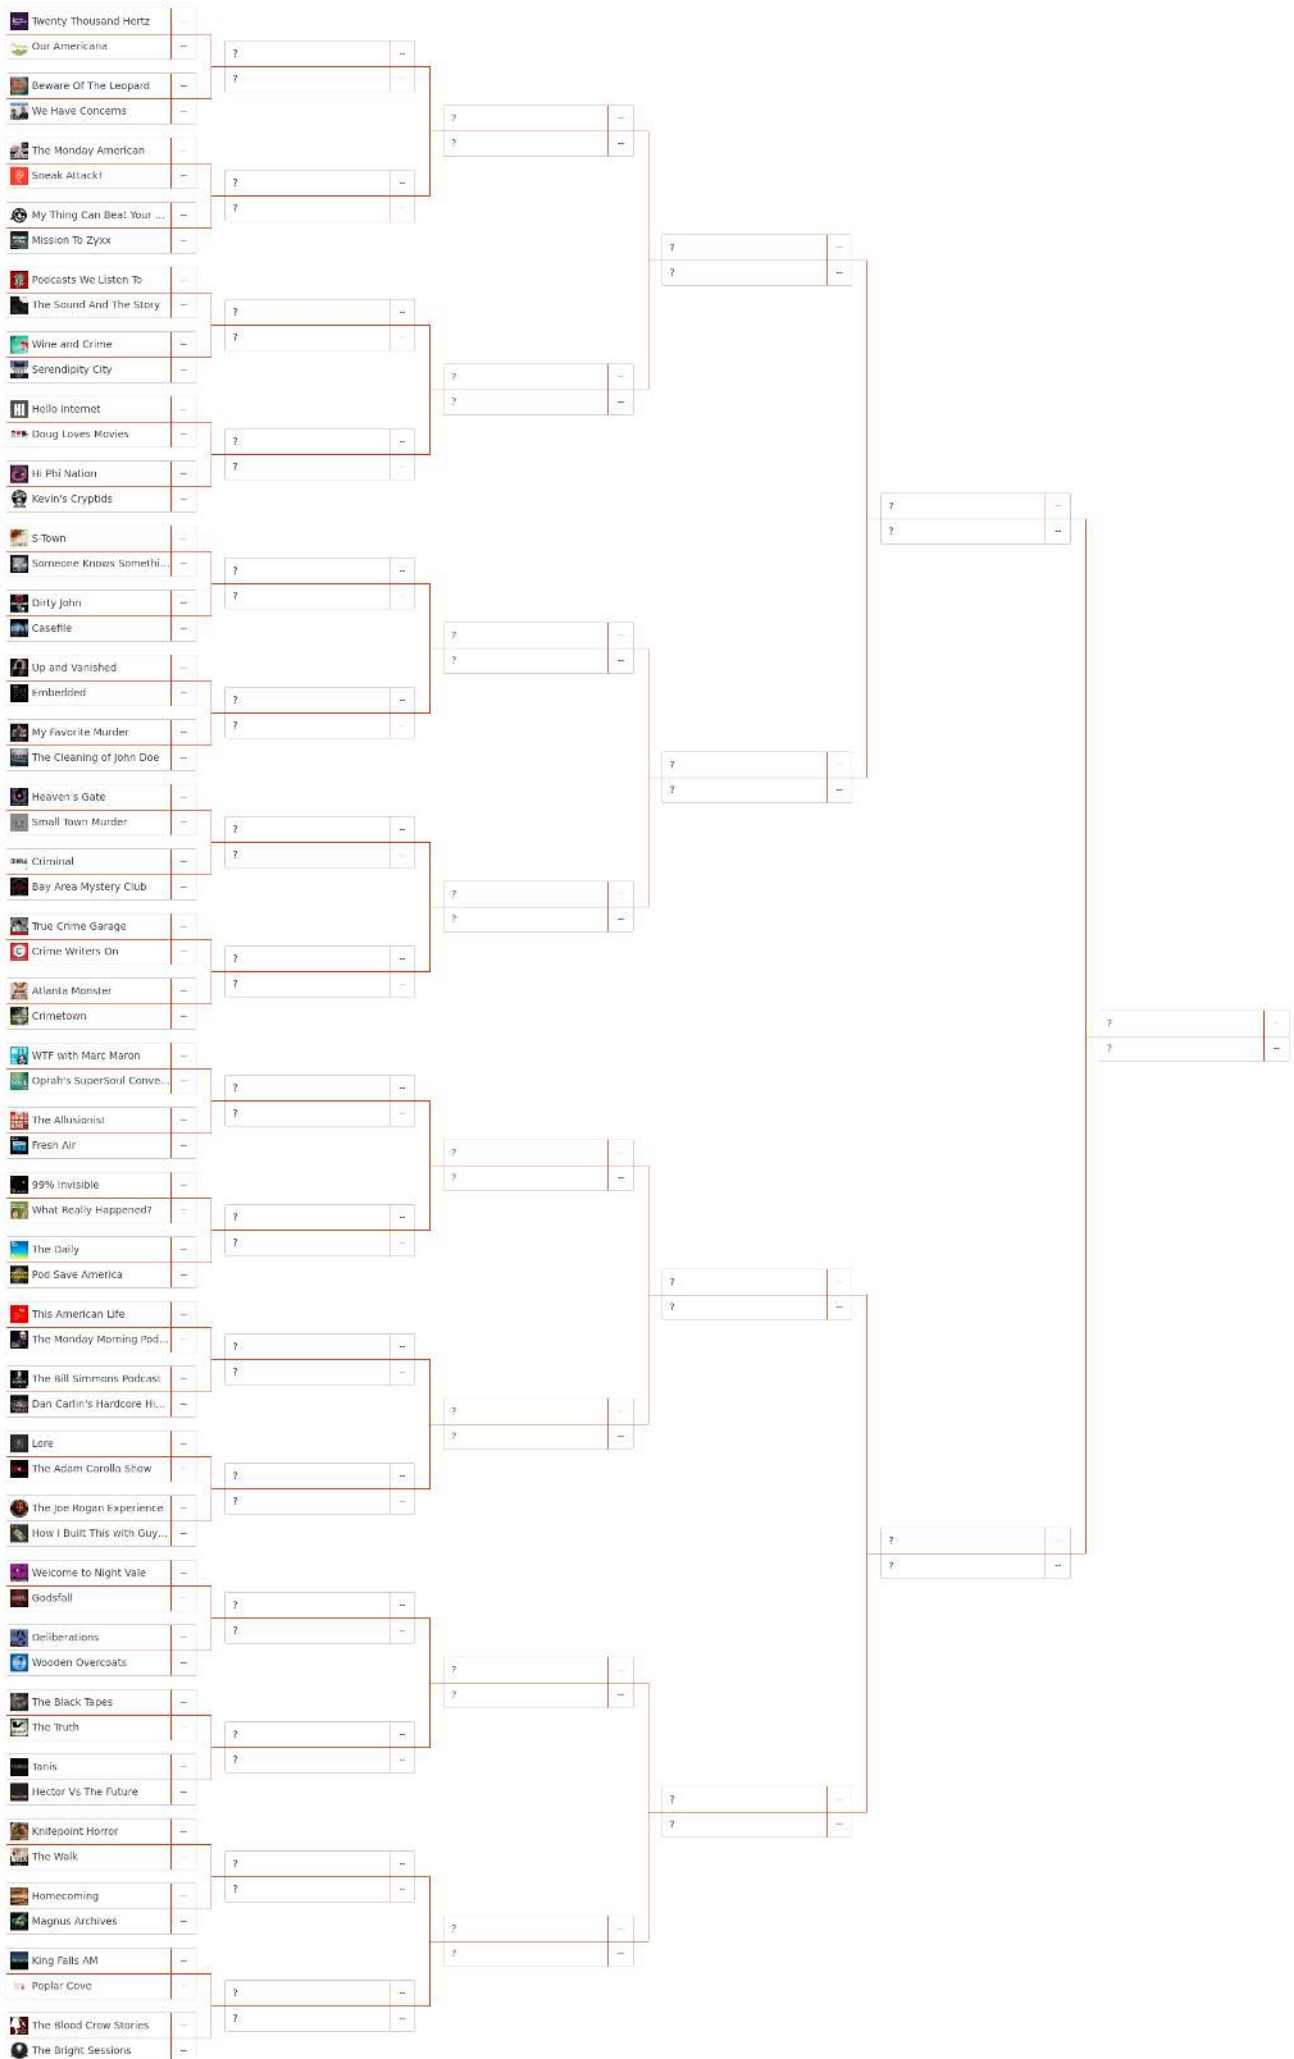 Twenty Thousand Hertz
Our Americana
Beware Of The Leopard
We Have Concerns
The Monday American
Sneak Attack!
My Thing Can Beat Your ...
Mission To Zyxx
Podcasts We Listen To
The Sound And The Story
Wine and Crime
Serendipity City
Hello Internet
Doug Loves Movies
Hi Phi Nation
Kevin's Cryptids
S-Town
Someone Knows Somethi...
Dirty John
Casefile
Up and Vanished
Embedded
My Favorite Murder
The Cleaning of John Doe
Heaven's Gate
Small Town Murder
Criminal
Bay Area Mystery Club
True Crime Garage
Crime Writers On
Atlanta Monster
Crimetown
WTF with Marc Maron
Oprah's SuperSoul Conve...
The Allusionist
Fresh Air
99% Invisible
What Really Happened?
The Daily
Pod Save America
This American Life
The Monday Morning Pod...
The Bill Simmons Podcast
Dan Carlin's Hardcore Hi...
Lore
The Adam Carolla Show
The Joe Rogan Experience
How I Built This with Guy...
Welcome to Night Vale
Godsfall
Deliberations
Wooden Overcoats
The Black Tapes
The Truth
Tanis
Hector Vs The Future
Knifepoint Horror
The Walk
Homecoming
Magnus Archives
King Falls AM
Poplar Cove
The Blood Crow Stories
The Bright Sessions